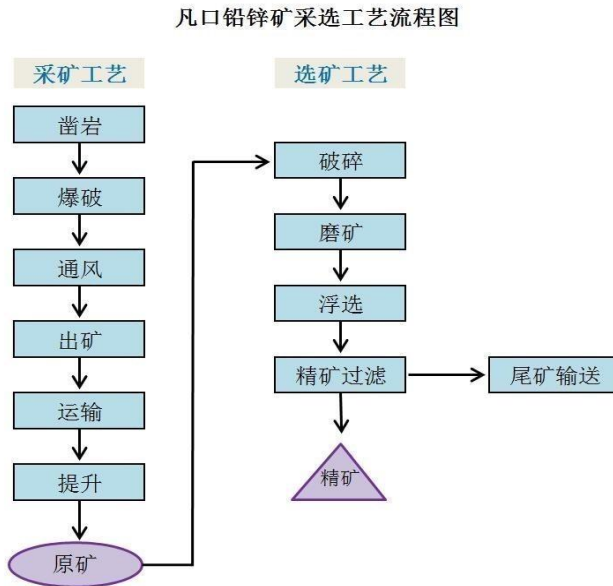 凡口铅锌矿采选工艺流程图
采矿工艺
凿岩
爆破
通风
出矿
运输
提升
原矿
选矿工艺
破碎
磨矿
浮选
精矿过滤
尾矿输送
精矿